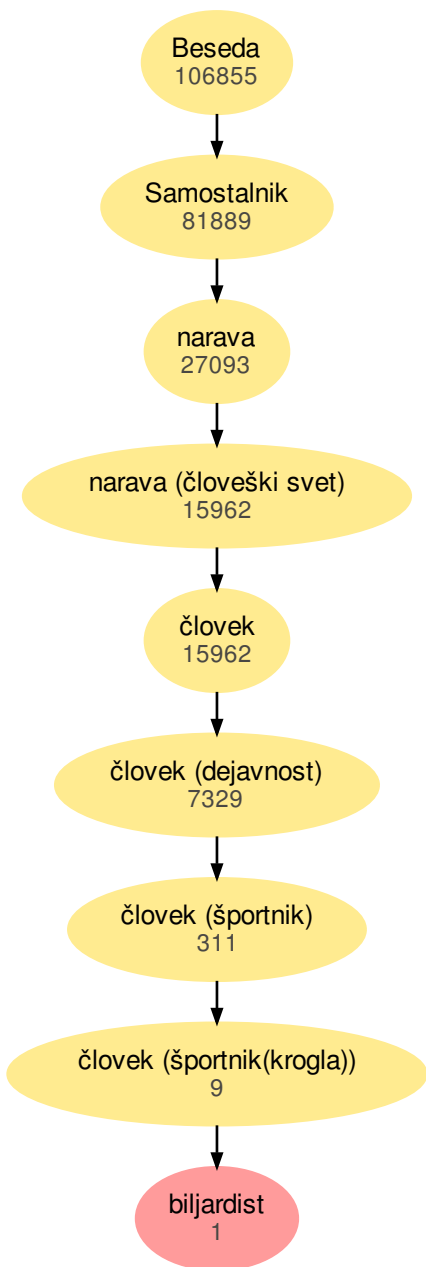 Beseda
106855
Samostalnik
81889
narava
27093
narava (človeški svet)
15962
človek
15962
človek (dejavnost)
7329
človek (športnik)
311
človek (športnik(krogla))
9
biljardist
1